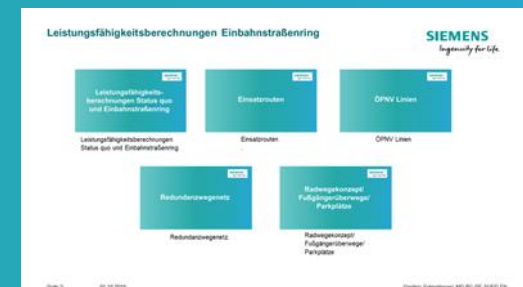 Leistungsfähigkeitsberechnungen Einbahnstraßenring
SIEMENS
Ingenuity for life
Leistungsfähigkeits-
berechnungen Status quo
und Einbahnstraßenring
Einsatzrouten
ÖPNV Linien
Leistungsfähigkeitsberechnungen
Status quo und Einbahnstraßenring
Einsatzrouten
ÖPNV Linien
Redundanzwegenetz
Radwegekonzept/
Fußgängerüberwege/
Parkplätze
Redundanzwegenetz
Radwegekonzept/
Fußgängerüberwege/
Parkplätze